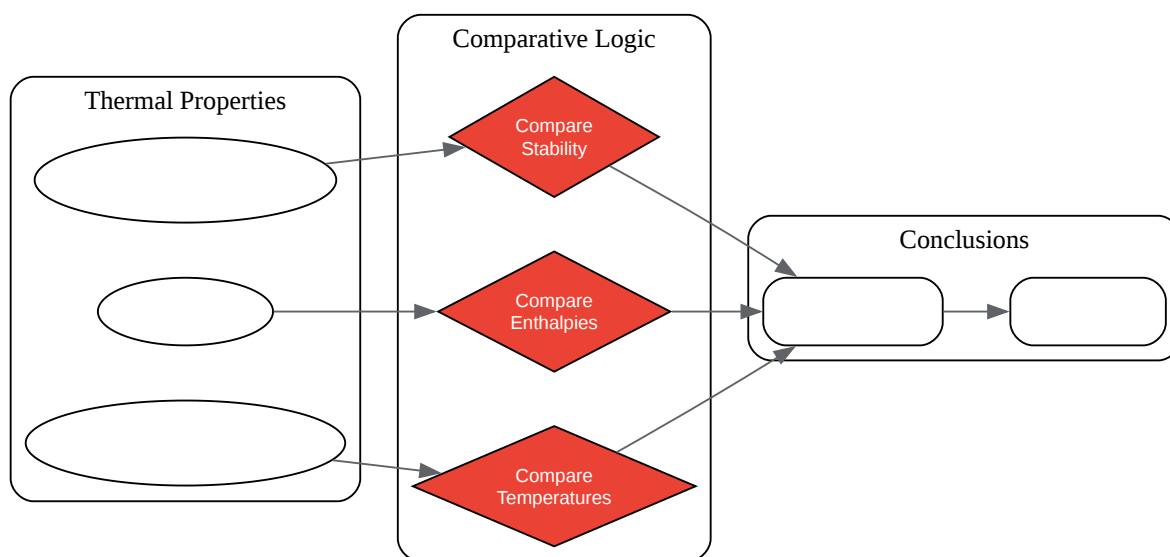 Comparative Logic
Thermal Properties
Compare
Stability
Conclusions
Compare
Enthalpies
Compare
Temperatures